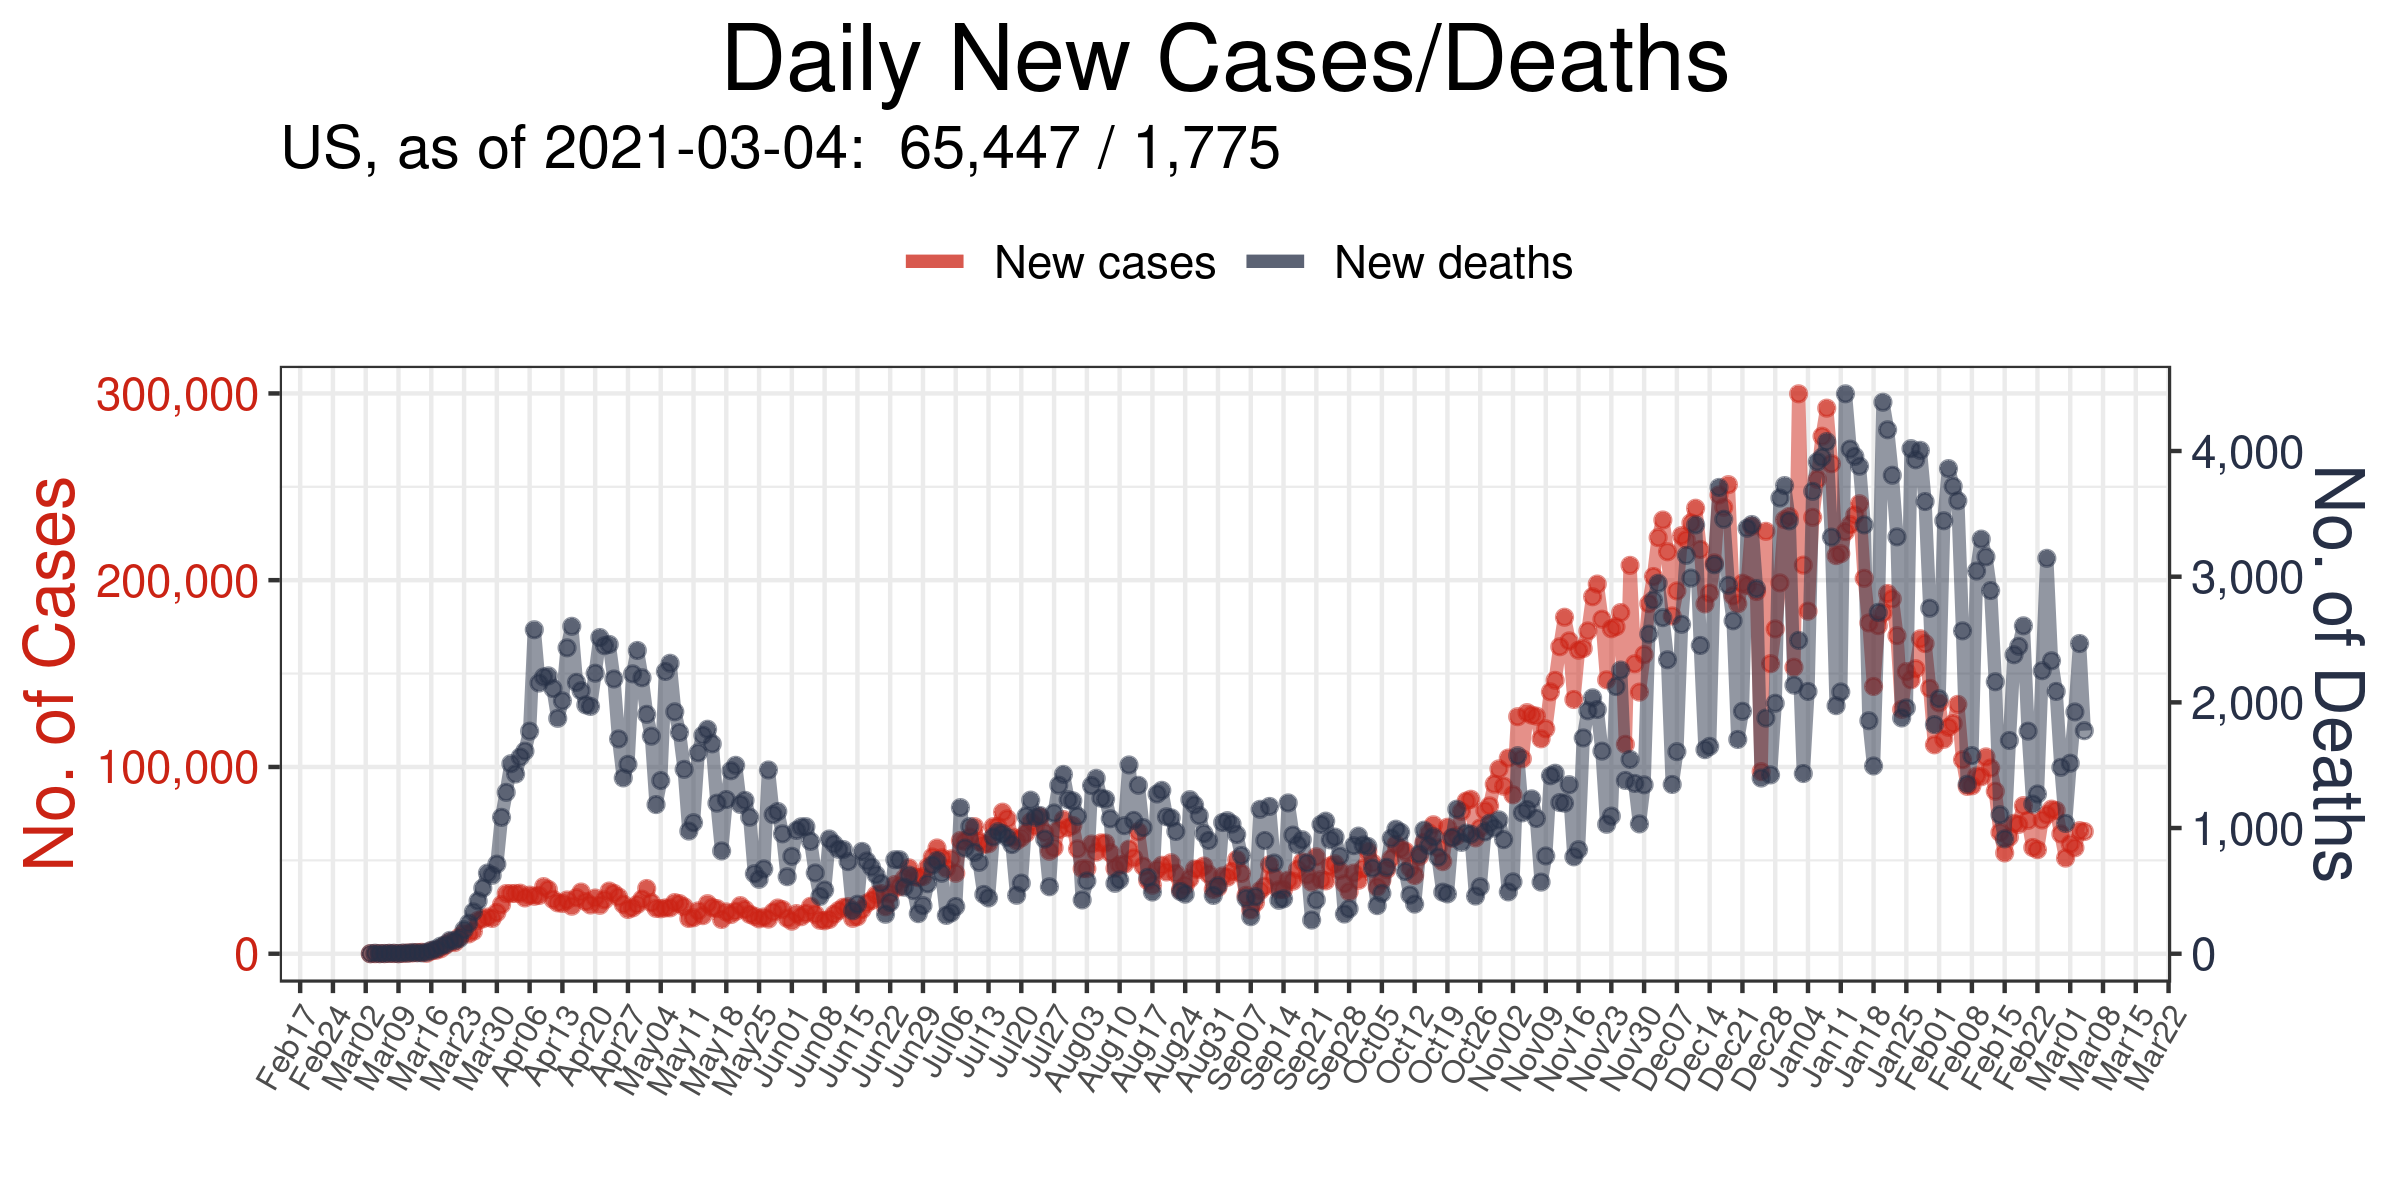 Daily New Cases/Deaths
US, as of 2021-03-04:  65,447 / 1,775
New cases
New deaths
No. of Cases
300,000
200,000
100,000
0
4,000
3,000
2,000
1,000
0
No. of Deaths
Feb17
Feb24
Mar02
Mar09
Mar16
Mar23
Mar30
Apr06
Apr13
Apr20
Apr27
May04
May11
May18
May25
Jun01
Jun08
Jun15
Jun22
Jun29
Jul06
Jul13
Jul20
Jul27
Aug03
Aug10
Aug17
Aug24
Aug31
Sep07
Sep14
Sep21
Sep28
Oct05
Oct12
Oct19
Oct26
Nov02
Nov09
Nov16
Nov23
Nov30
Dec07
Dec14
Dec21
Dec28
Dec04
Jan11
Jan18
Jan25
Feb01
Feb08
Feb15
Feb22
Mar01
Mar08
Mar15
Mar22